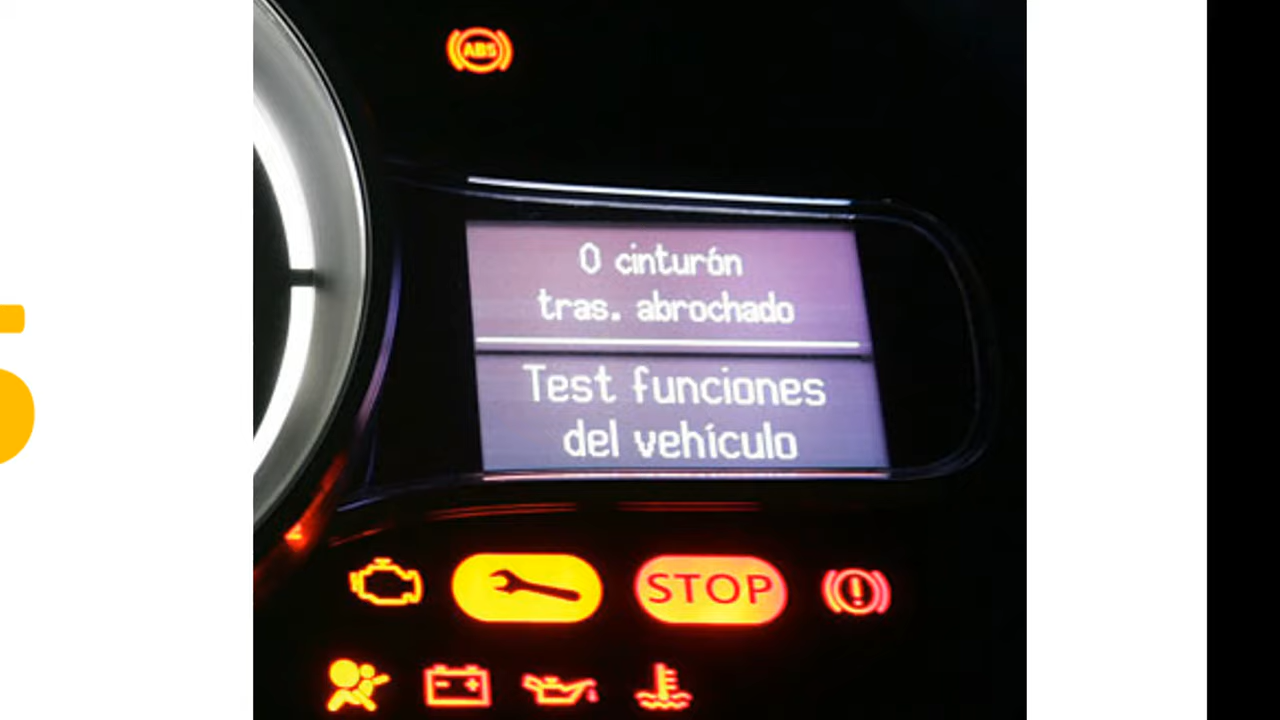 ABS
0 cinturón
tras. abrochado
Test funciones
del vehículo
STOP